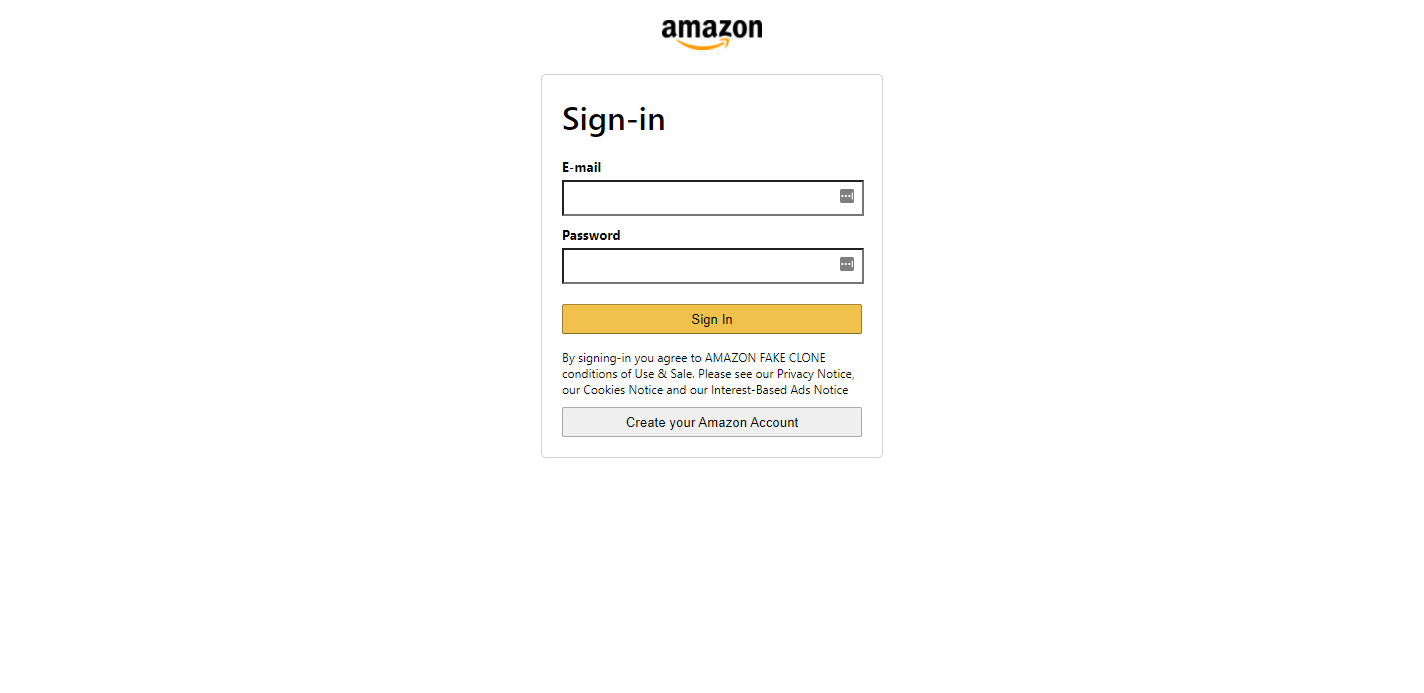 amazon
Sign-in
E-mail
Password
Sign In
By signing-in you agree to AMAZON FAKE CLONE
conditions of Use & Sale. Please see our Privacy Notice,
our Cookies Notice and our Interest-Based Ads Notice
Create your Amazon Account